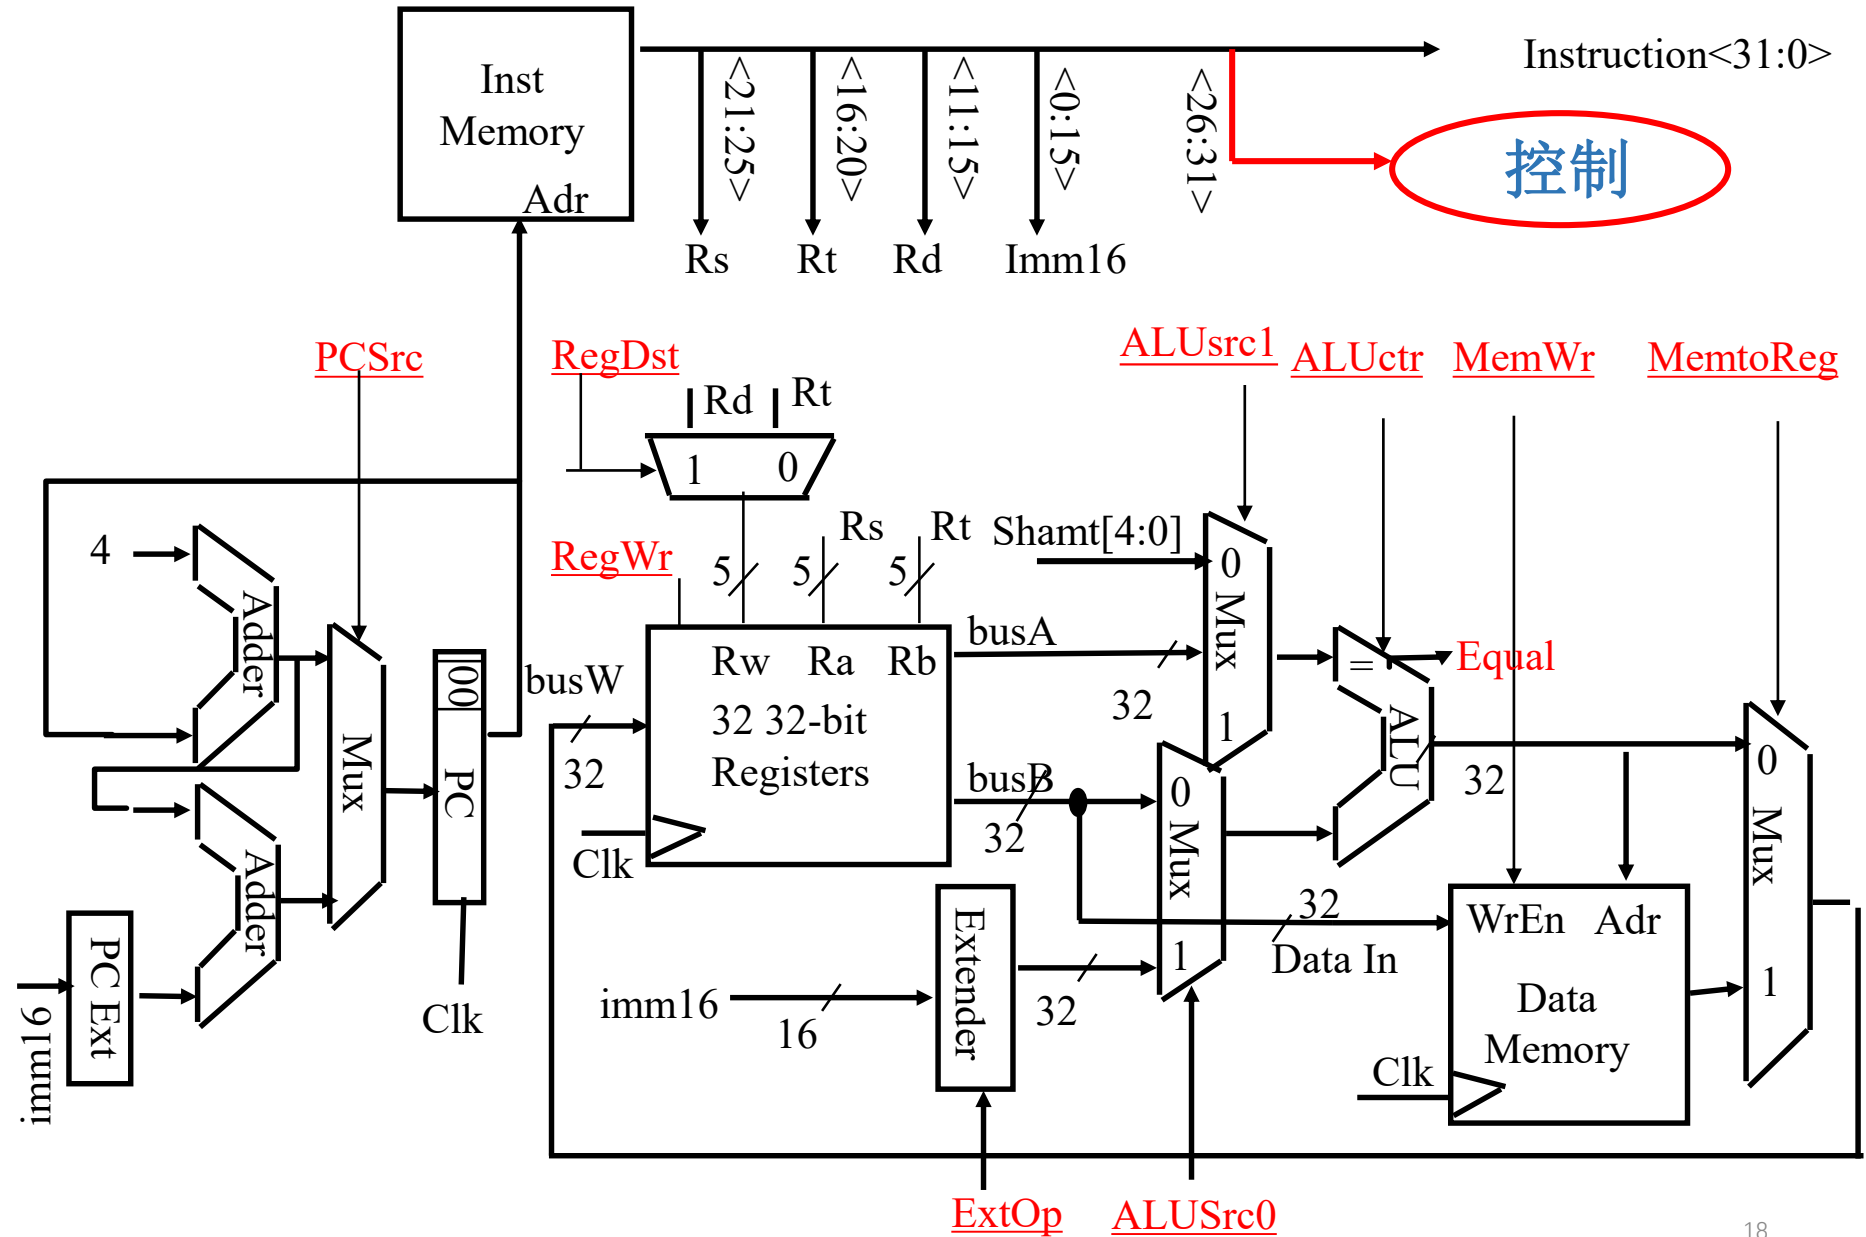 Inst
Memory
Adr
<21:25>
<16:20>
<11:15>
<0:15>
<26:31>
Instruction<31:0>
控制
Rs
Rt
Rd
Imm16
PCSrc
RegDst
ALUsrc1
ALUctr
MemWr
MemtoReg
Rd
Rt
1
0
4
Adder
RegWr
5
5
Rs
5
Rt
Shamt[4:0]
0
Mux
1
busA
32
=
Equal
ALU
32
busW
32
Rw
Ra
Rb
32 32-bit
Registers
Clk
busB
32
0
Mux
1
00
PC
Clk
Mux
Adder
PC Ext
imm16
imm16
16
Extender
32
32
Data In
WrEn
Adr
Data
Memory
Clk
0
Mux
1
ExtOp
ALUSrc0
18